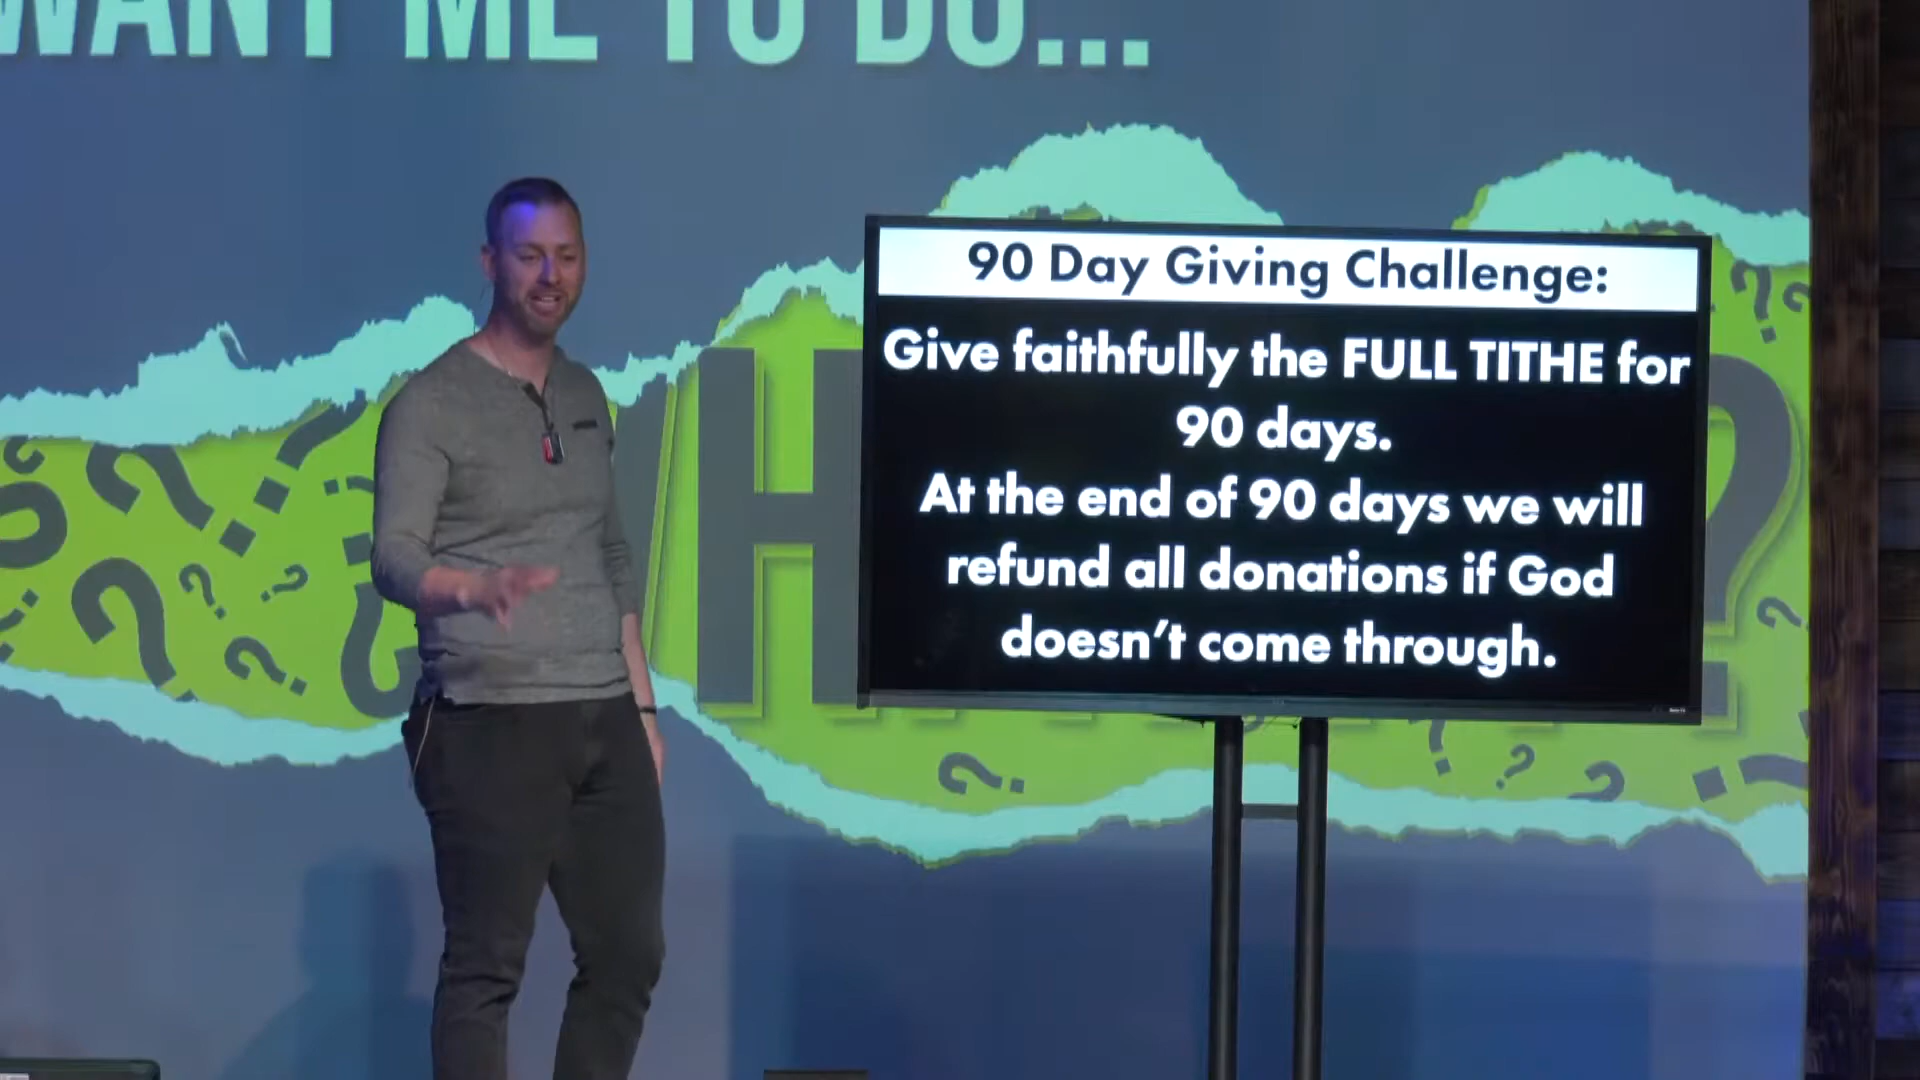 WANT ME TO DO...
90 Day Giving Challenge:
Give faithfully the FULL TITHE for
90 days.
At the end of 90 days we will
refund all donations if God
doesn't come through.